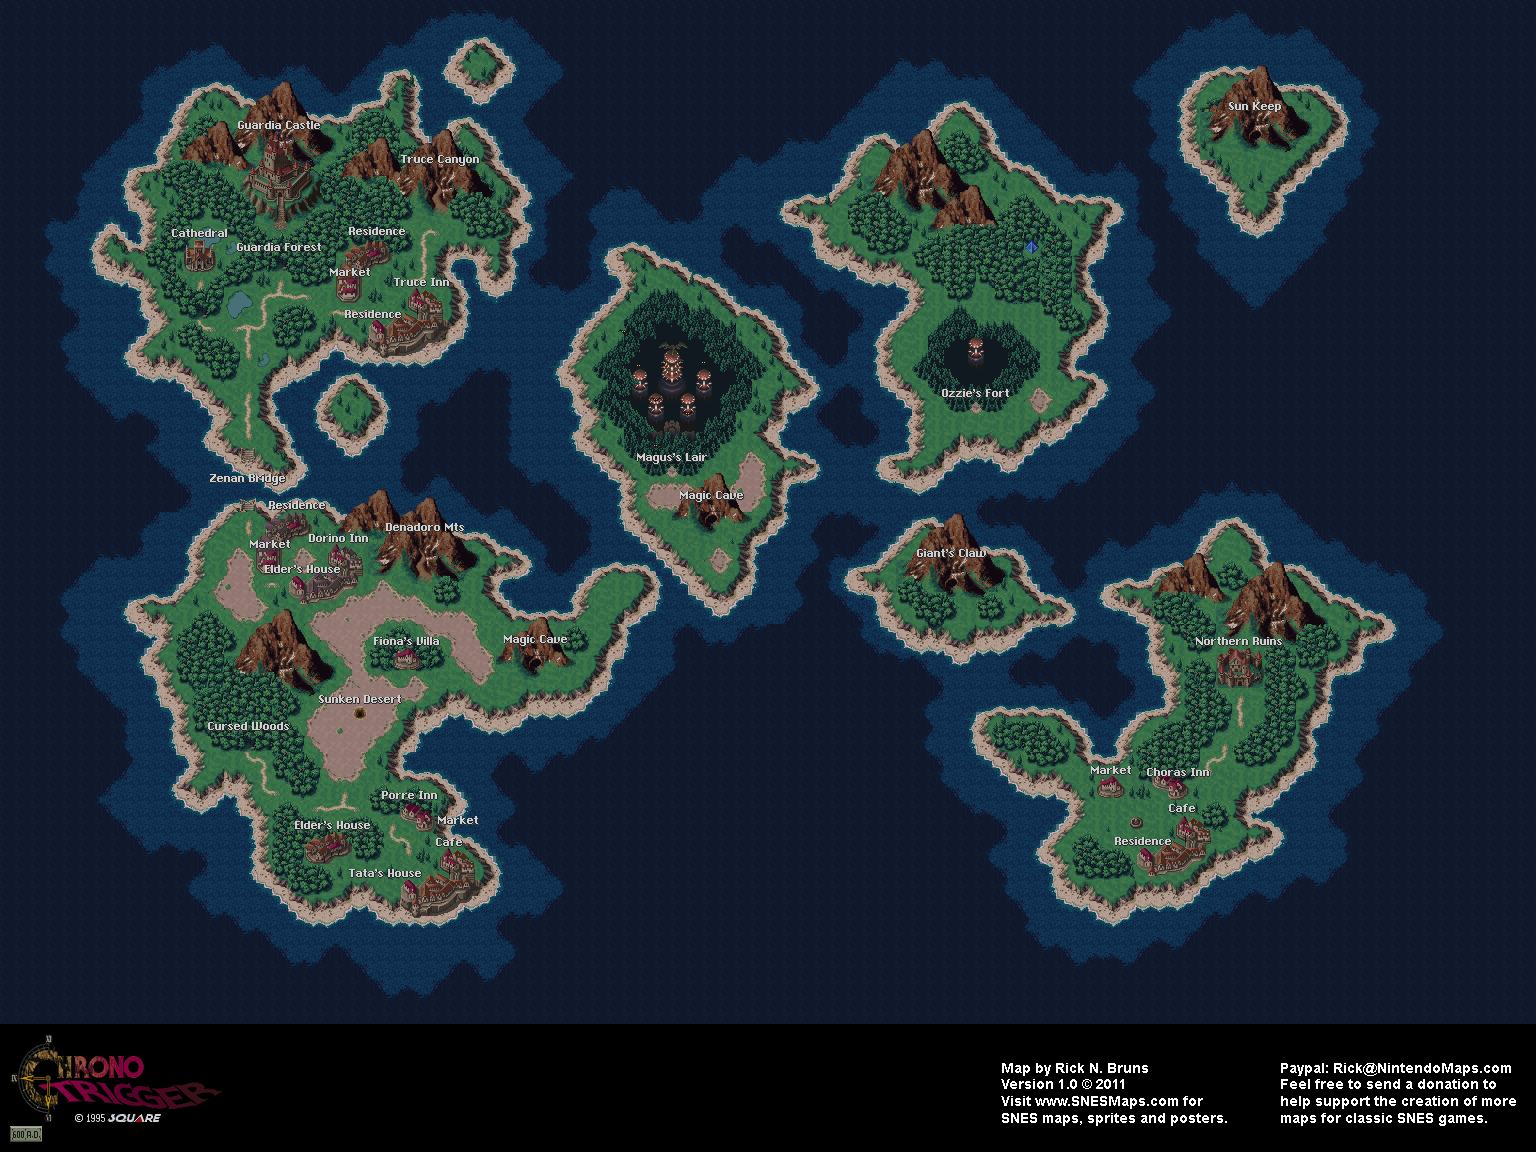 Guardia Castle
Truce Canyon
Sun Keep
Cathedral
Residence
Guardia Forest
Market
Truce Inn
Residence
Ozzie's Fort
Magus's Lair
Magic Cave
Zenan Bridge
Residence
Denadoro Mts
Market
Dorino Inn
Elder's House
Giant's Claw
Fiona's Villa
Magic Cave
Northern Ruins
Sunken Desert
Cursed Woods
Market
Choras Inn
Porre Inn
Cafe
Market
Elder's House
Cafe
Residence
Tata's House
CHRONO
TRIGGER
© 1995 SQUARE
600 A.D.
Map by Rick N. Bruns
Version 1.0 © 2011
Visit www.SNESMaps.com for
SNES maps, sprites and posters.
Paypal: Rick@NintendoMaps.com
Feel free to send a donation to
help support the creation of more
maps for classic SNES games.